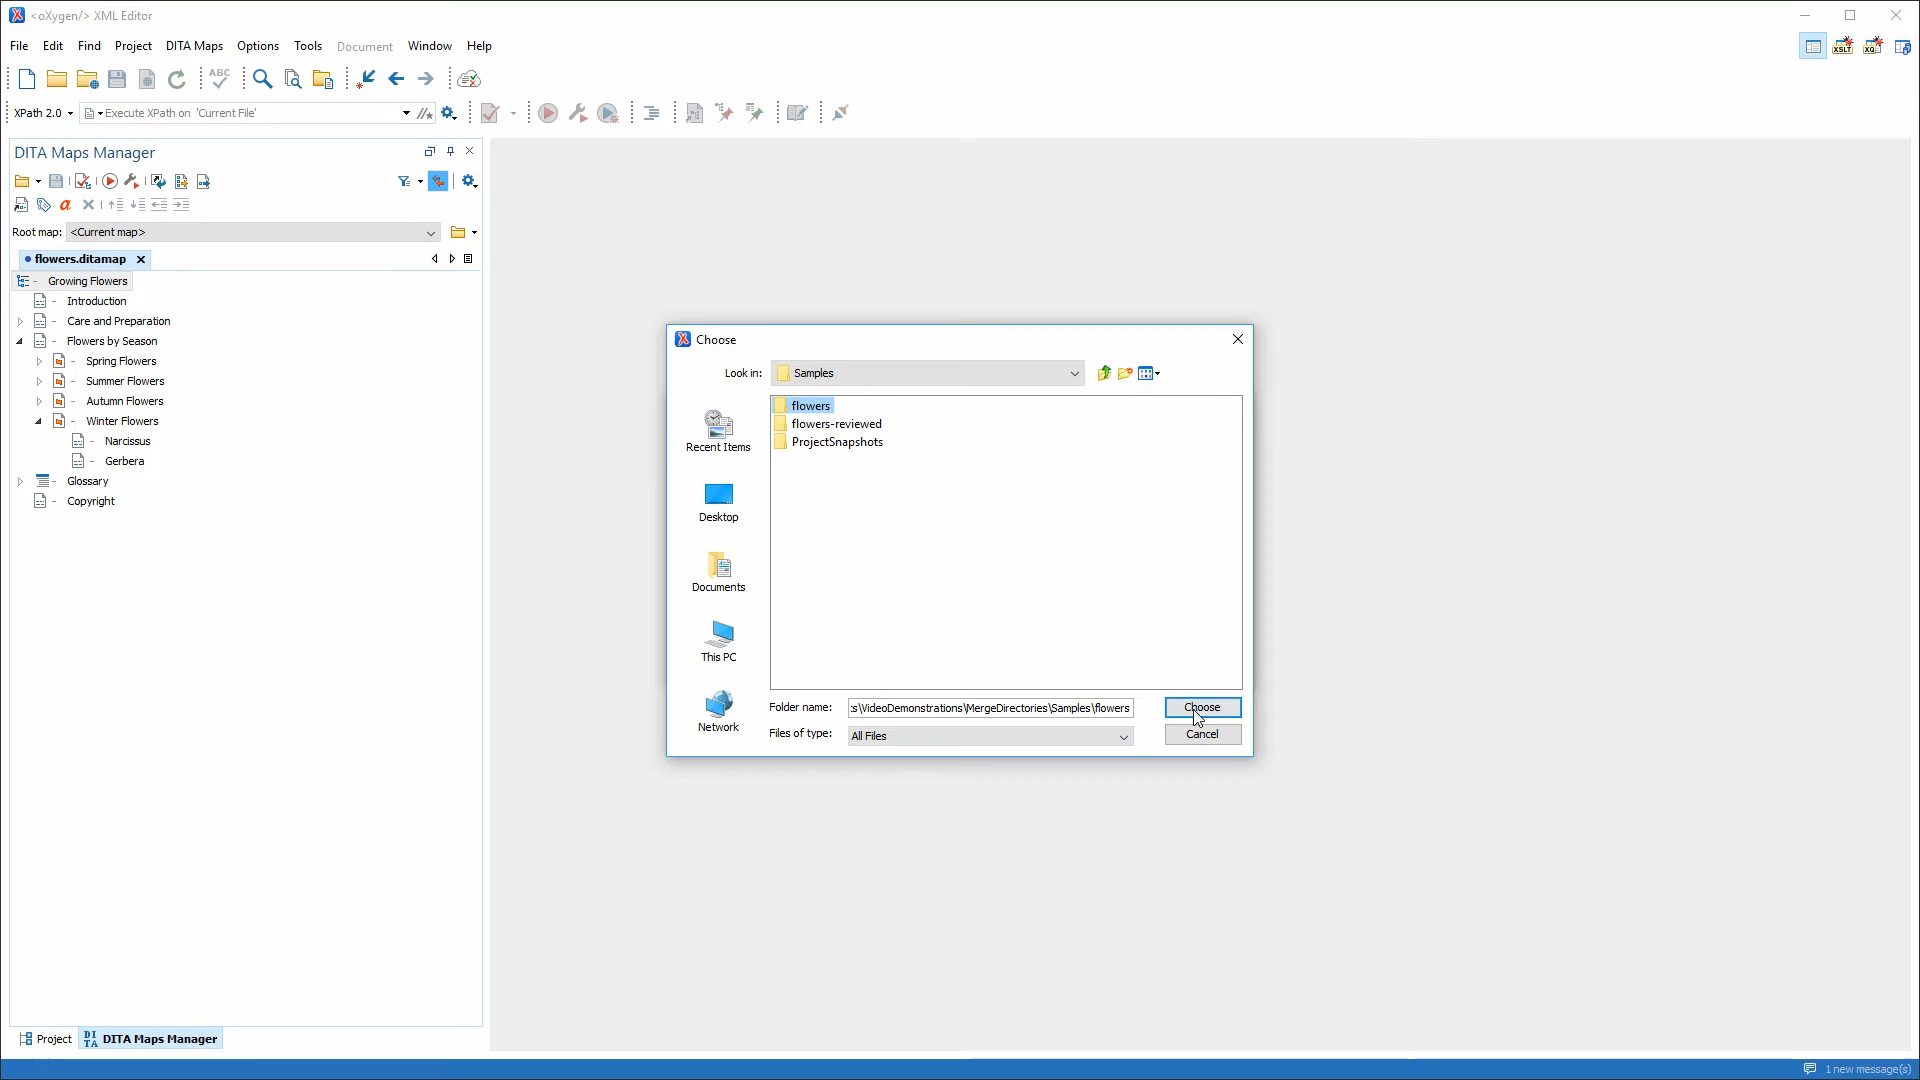 <oXygen/> XML Editor
File Edit Find Project DITA Maps Options Tools Document Window Help
XSLT XQ
ABC
XPath 2.0 Execute XPath on 'Current File'
DITA Maps Manager
Root map: <Current map>
flowers.ditamap
Growing Flowers
Introduction
Care and Preparation
Flowers by Season
Spring Flowers
Summer Flowers
Autumn Flowers
Winter Flowers
Narcissus
Gerbera
Glossary
Copyright
Choose
Look in: Samples
flowers
flowers-reviewed
ProjectSnapshots
Recent Items
Desktop
Documents
This PC
Network
Folder name: :s\VideoDemonstrations\MergeDirectories\Samples\flowers Choose
Files of type: All Files Cancel
Project DITA DITA Maps Manager
1 new message(s)